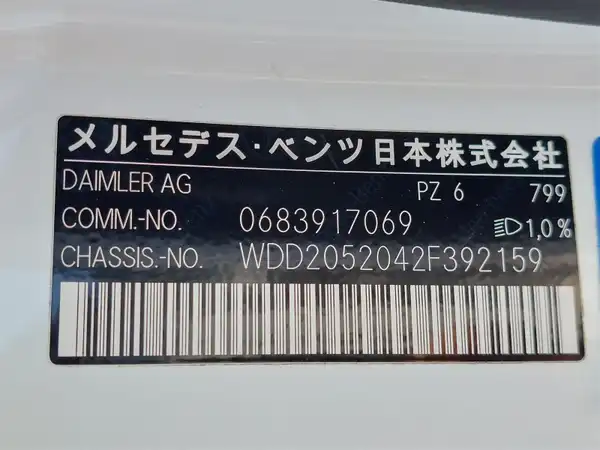 メルセデス・ベンツ日本株式会社
DAIMLER AG PZ 6 799
COMM.-NO. 0683917069 1,0 %
CHASSIS.-NO. WDD2052042F392159